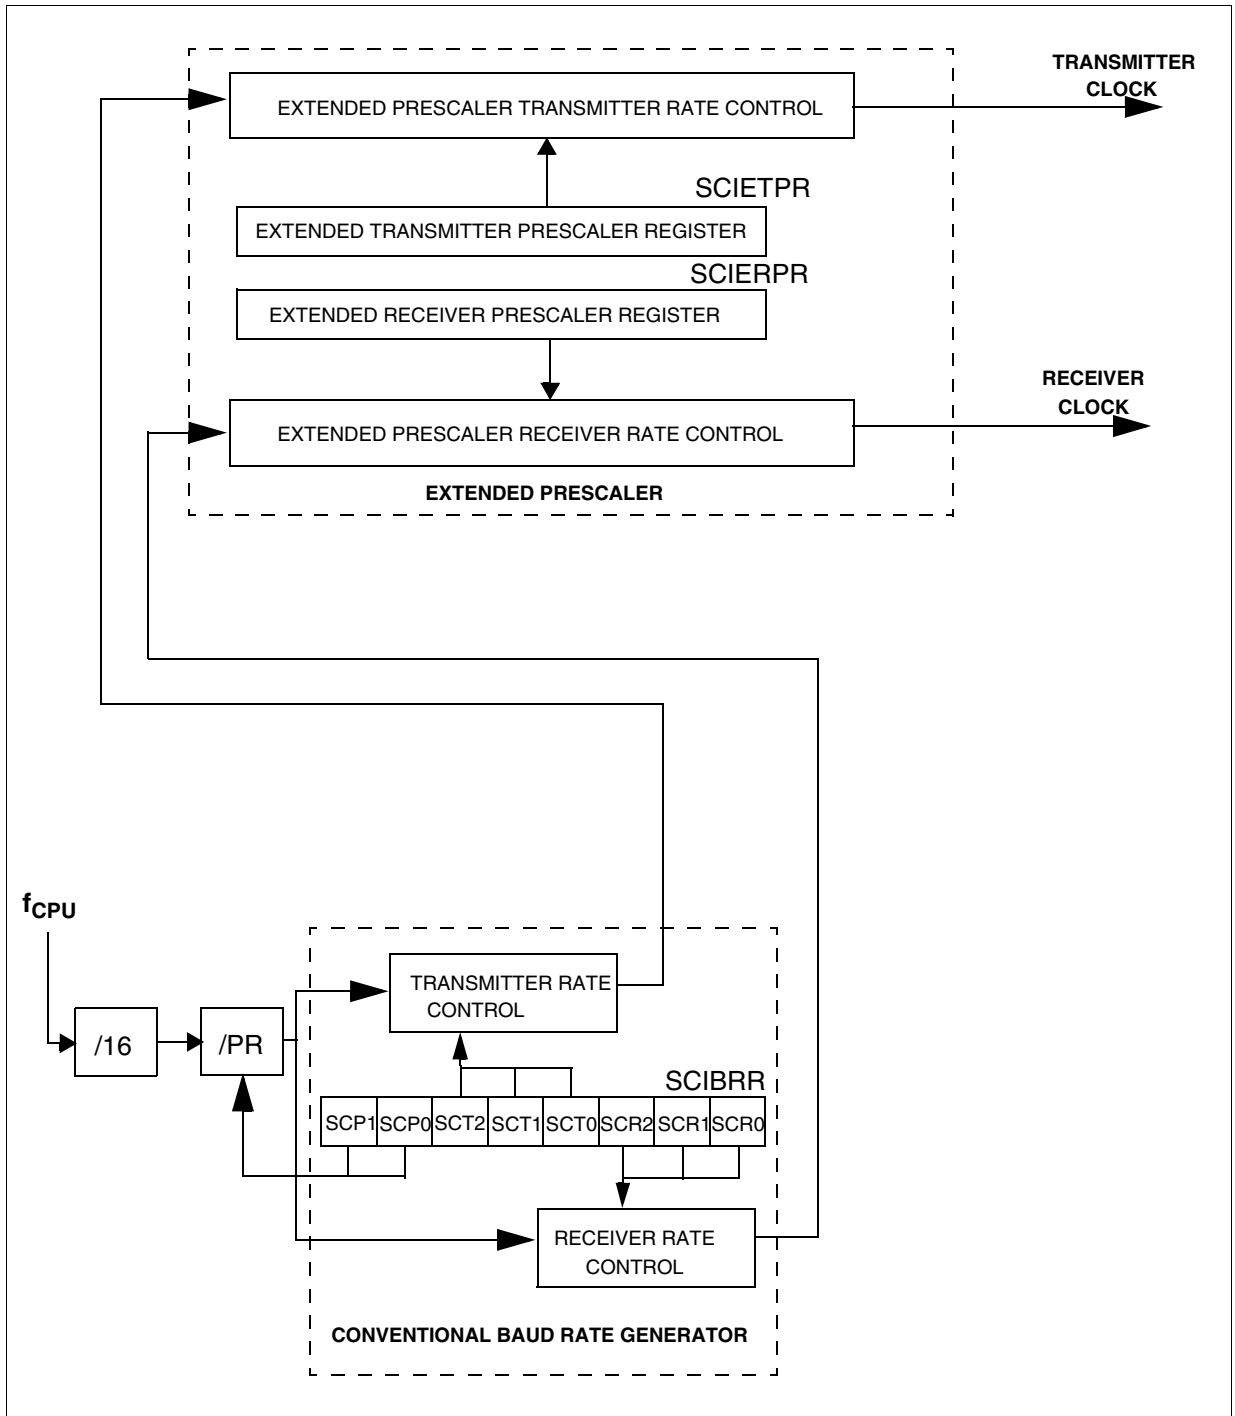 TRANSMITTER
CLOCK
EXTENDED PRESCALER TRANSMITTER RATE CONTROL
SCIETPR
EXTENDED TRANSMITTER PRESCALER REGISTER
SCIERPR
EXTENDED RECEIVER PRESCALER REGISTER
RECEIVER
CLOCK
EXTENDED PRESCALER RECEIVER RATE CONTROL
EXTENDED PRESCALER
fCPU
TRANSMITTER RATE
CONTROL
/16
/PR
SCIBRR
SCP1 SCP0 SCT2 SCT1 SCT0 SCR2 SCR1 SCR0
RECEIVER RATE
CONTROL
CONVENTIONAL BAUD RATE GENERATOR